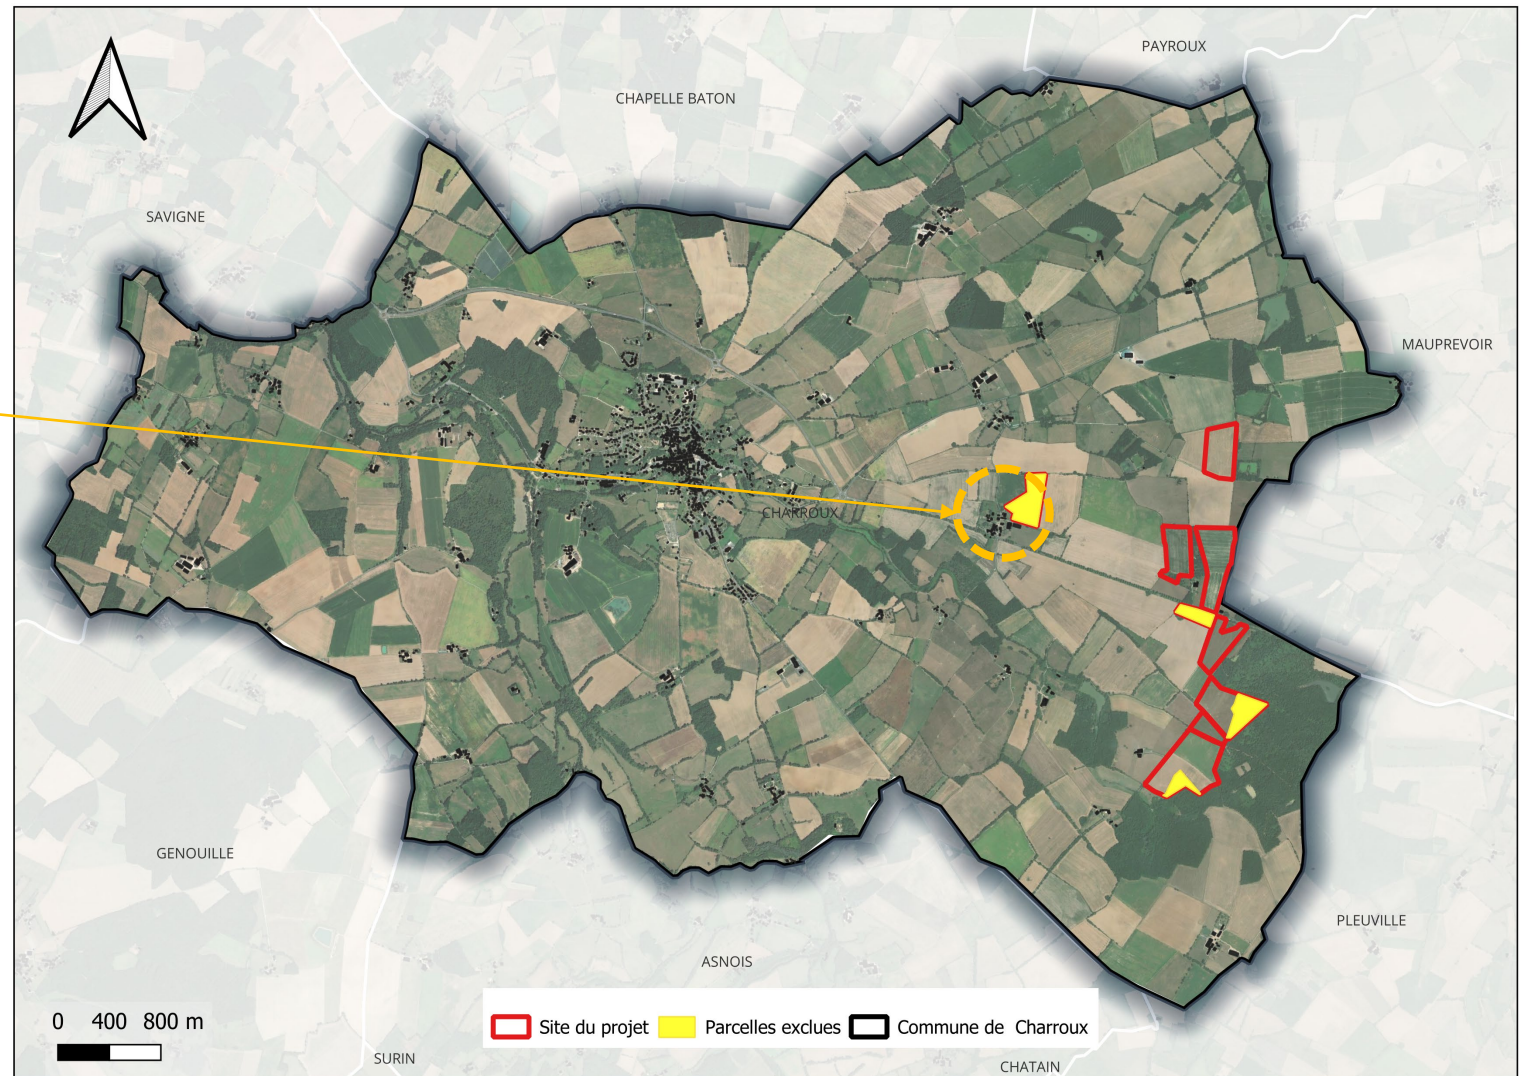 PAYROUX
CHAPELLE BATON
SAVIGNE
MAUPREVOIR
CHARROUX
GENOUILLE
PLEUVILLE
ASNOIS
0 400 800 m
Site du projet Parcelles exclues Commune de Charroux
SURIN
CHATAIN